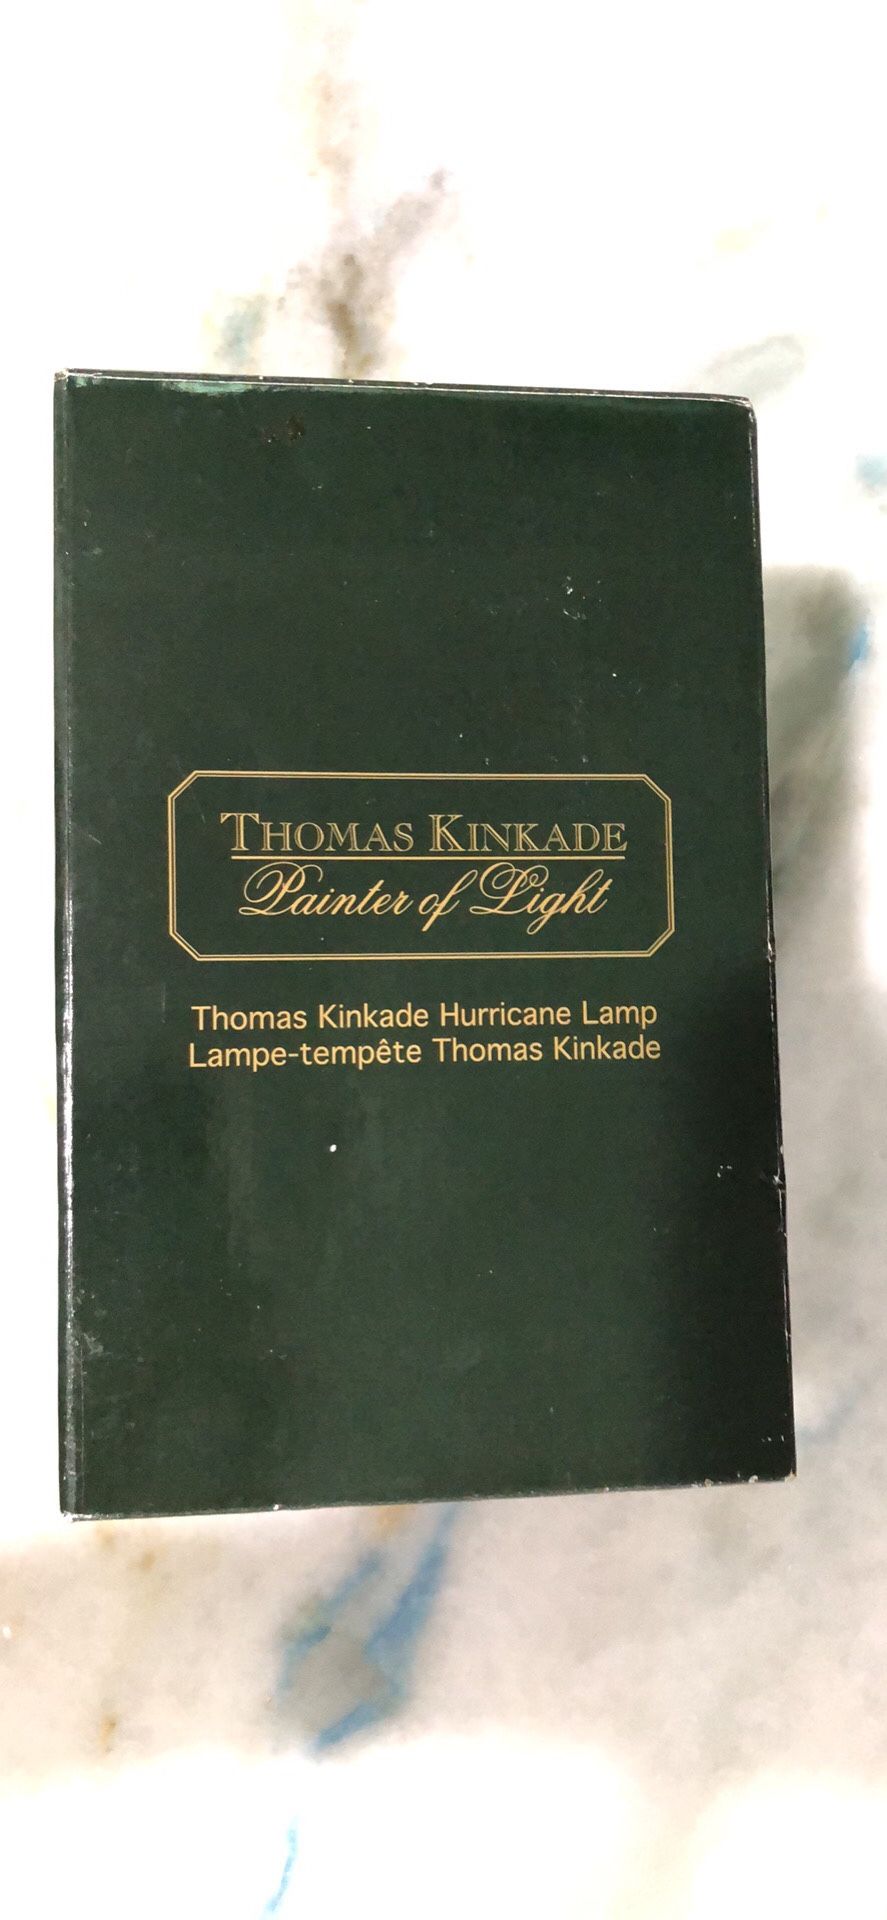 THOMAS KINKADE
Painter of Light
Thomas Kinkade Hurricane Lamp
Lampe-tempête Thomas Kinkade